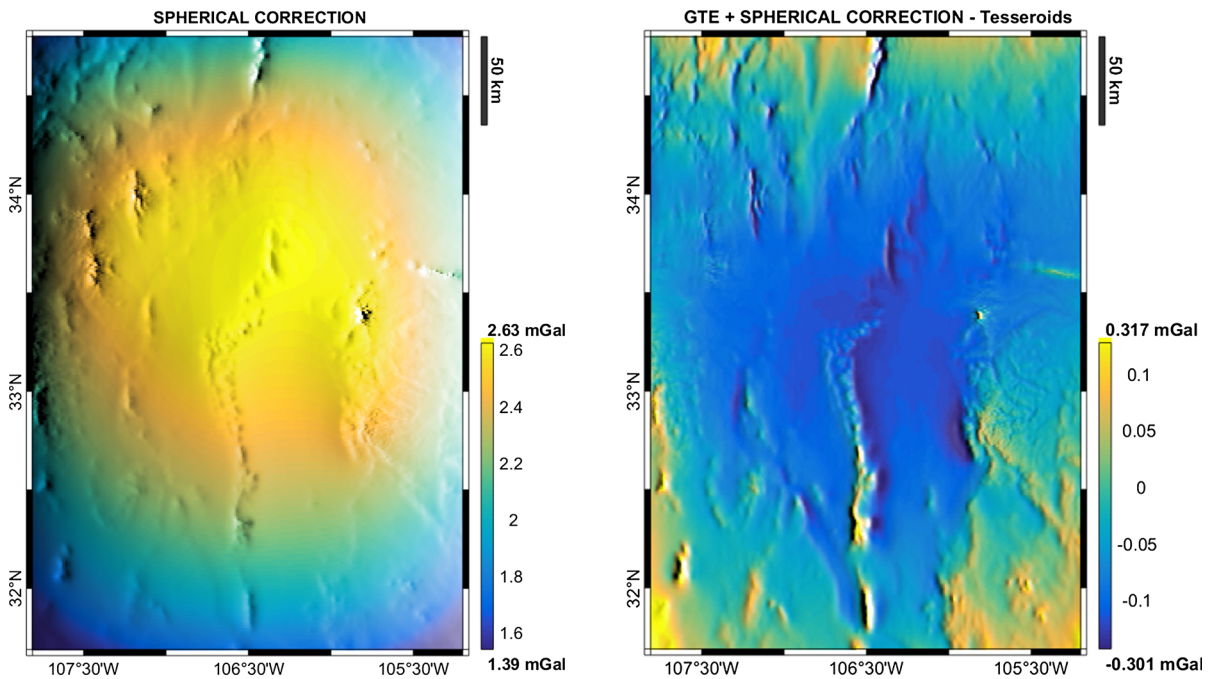 SPHERICAL CORRECTION
50 km
34°N
33°N
32°N
107°30'W
106°30'W
105°30'W
2.63 mGal
2.6
2.4
2.2
2
1.8
1.6
1.39 mGal
GTE + SPHERICAL CORRECTION - Tesseroids
50 km
34°N
33°N
32°N
107°30'W
106°30'W
105°30'W
0.317 mGal
0.1
0.05
0
-0.05
-0.1
-0.301 mGal